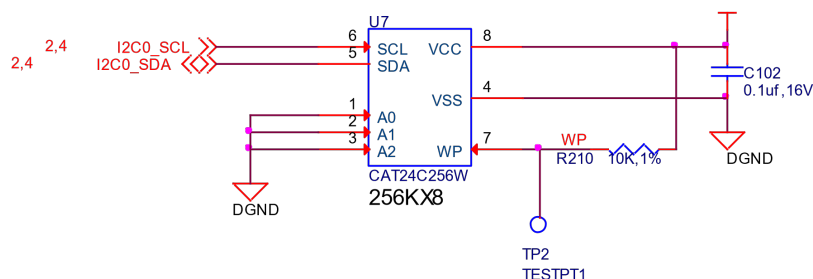 U7
2,4 I2C0_SCL 6 SCL VCC 8
2,4 I2C0_SDA 5 SDA
C102
0.1uf,16V
VSS 4
1 A0
2 A1
3 A2 WP 7 WP
R210 10K,1%
DGND
CAT24C256W
256KX8
DGND
TP2
TESTPT1